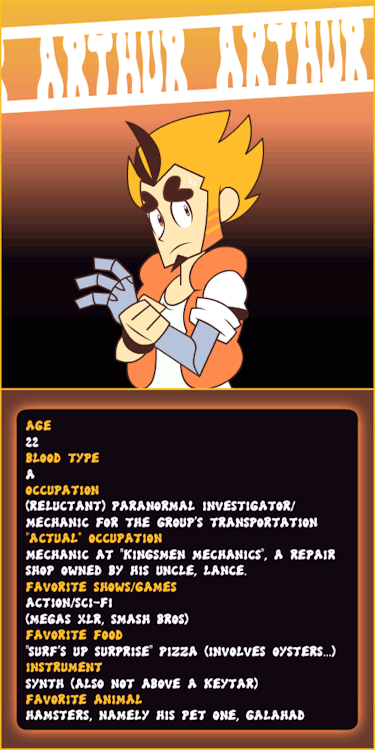 R ARTHUR ARTHUR
AGE
22
BLOOD TYPE
A
OCCUPATION
(RELUCTANT) PARANORMAL INVESTIGATOR/
MECHANIC FOR THE GROUP'S TRANSPORTATION
"ACTUAL" OCCUPATION
MECHANIC AT "KINGSMEN MECHANICS", A REPAIR
SHOP OWNED BY HIS UNCLE, LANCE.
FAVORITE SHOWS/GAMES
ACTION/SCI-FI
(MEGAS XLR, SMASH BROS)
FAVORITE FOOD
"SURF'S UP SURPRISE" PIZZA (INVOLVES OYSTERS...)
INSTRUMENT
SYNTH (ALSO NOT ABOVE A KEYTAR)
FAVORITE ANIMAL
HAMSTERS, NAMELY HIS PET ONE, GALAHAD